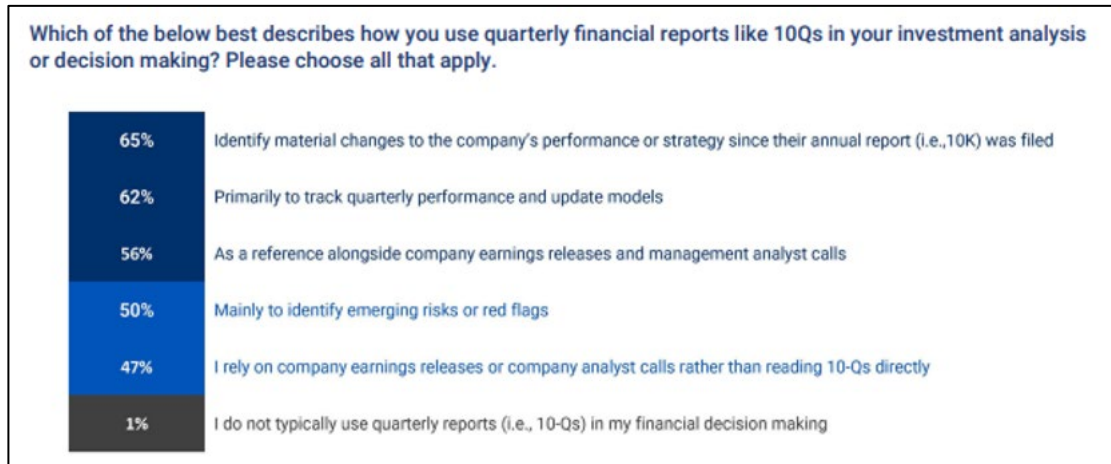 Which of the below best describes how you use quarterly financial reports like 10Qs in your investment analysis
or decision making? Please choose all that apply.
65% Identify material changes to the company's performance or strategy since their annual report (i.e.,10K) was filed
62% Primarily to track quarterly performance and update models
56% As a reference alongside company earnings releases and management analyst calls
50% Mainly to identify emerging risks or red flags
47% I rely on company earnings releases or company analyst calls rather than reading 10-Qs directly
1% I do not typically use quarterly reports (i.e., 10-Qs) in my financial decision making